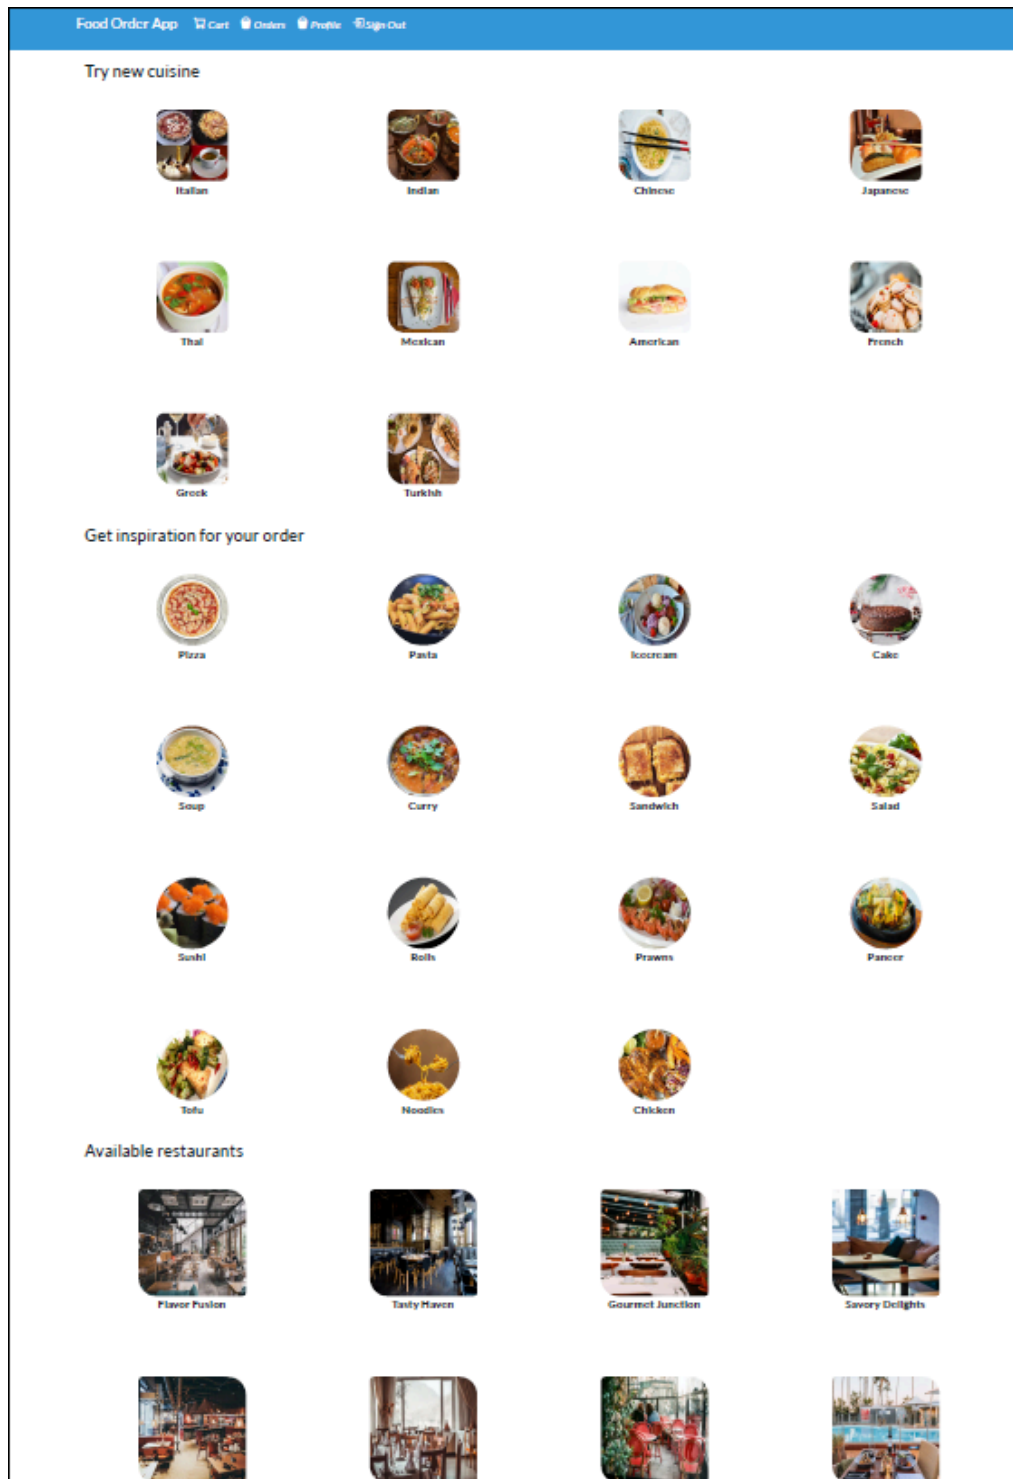 Food Order App Cart Orders Profile Sign Out
Try new cuisine
Italian Indian Chinese Japanese
Thai Mexican American French
Greek Turkish
Get inspiration for your order
Pizza Pasta Icecream Cake
Soup Curry Sandwich Salad
Sushi Rolls Prawns Paneer
Tofu Noodles Chicken
Available restaurants
Flavor Fusion Tasty Haven Gourmet Junction Savory Delights